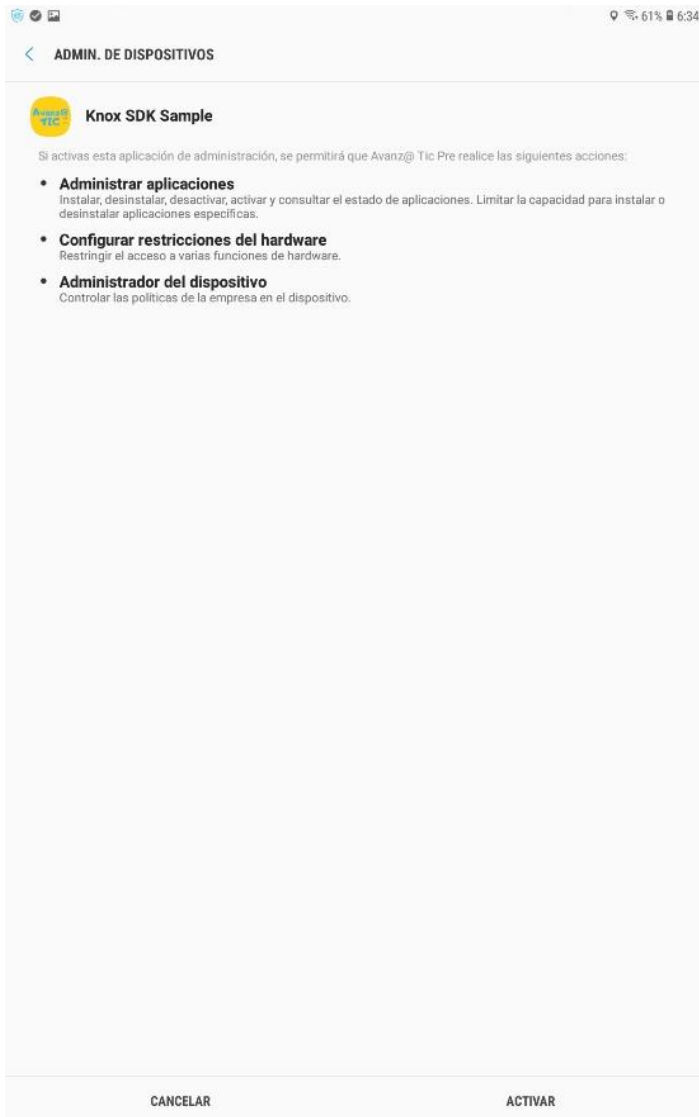 61% 6:34
ADMIN. DE DISPOSITIVOS
Avanz@
TIC
Knox SDK Sample
Si activas esta aplicación de administración, se permitirá que Avanz@ Tic Pre realice las siguientes acciones:
• Administrar aplicaciones
Instalar, desinstalar, desactivar, activar y consultar el estado de aplicaciones. Limitar la capacidad para instalar o
desinstalar aplicaciones específicas.
• Configurar restricciones del hardware
Restringir el acceso a varias funciones de hardware.
• Administrador del dispositivo
Controlar las políticas de la empresa en el dispositivo.
CANCELAR ACTIVAR